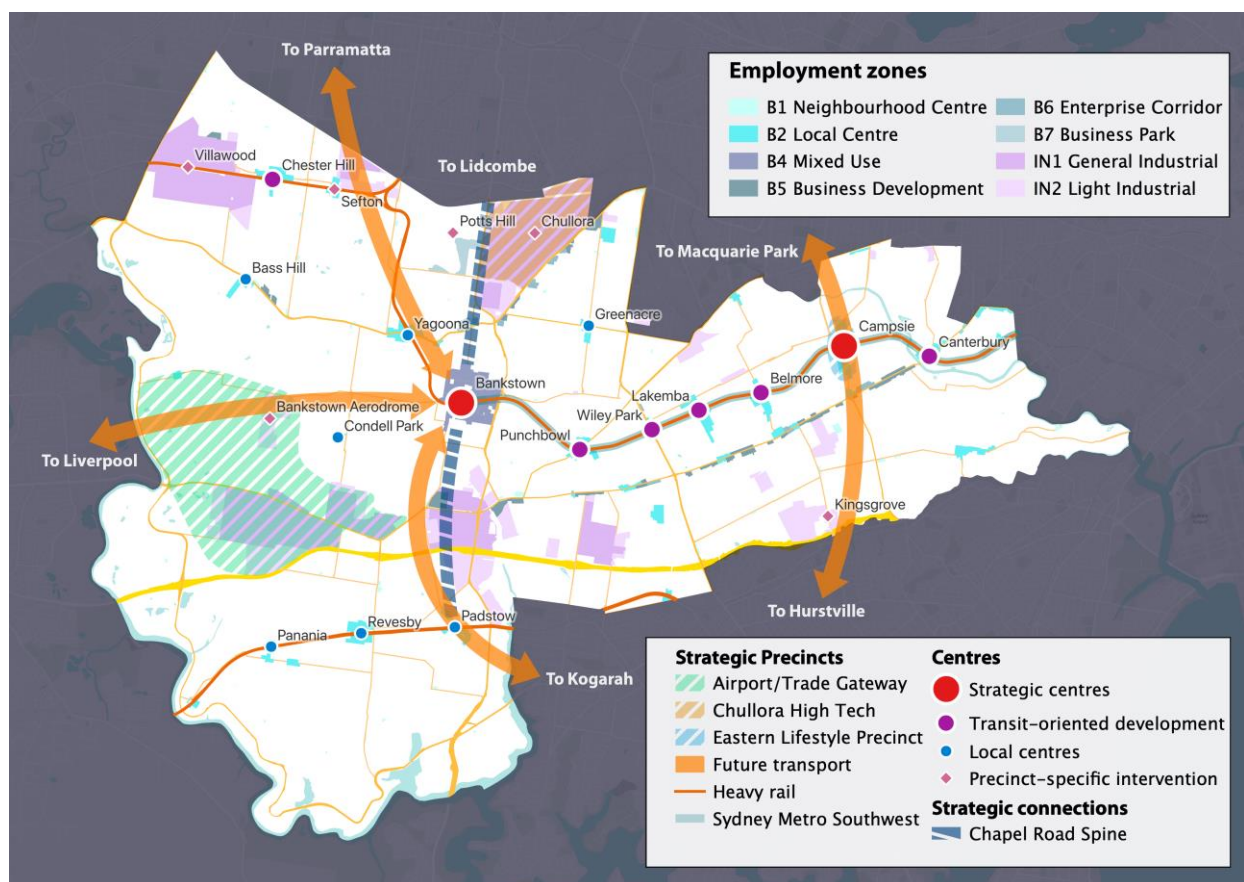 To Parramatta
Employment zones
B1 Neighbourhood Centre
B2 Local Centre
B4 Mixed Use
B5 Business Development
B6 Enterprise Corridor
B7 Business Park
IN1 General Industrial
IN2 Light Industrial
Villawood
Chester Hill
Sefton
To Lidcombe
Potts Hill
Chullora
To Macquarie Park
Bass Hill
Yagoona
Greenacre
Campsie
Canterbury
Bankstown
Belmore
Lakemba
Wiley Park
Punchbowl
Bankstown Aerodrome
Condell Park
To Liverpool
Kingsgrove
To Hurstville
Panania
Revesby
Padstow
To Kogarah
Strategic Precincts
Airport/Trade Gateway
Chullora High Tech
Eastern Lifestyle Precinct
Future transport
Heavy rail
Sydney Metro Southwest
Centres
Strategic centres
Transit-oriented development
Local centres
Precinct-specific intervention
Strategic connections
Chapel Road Spine